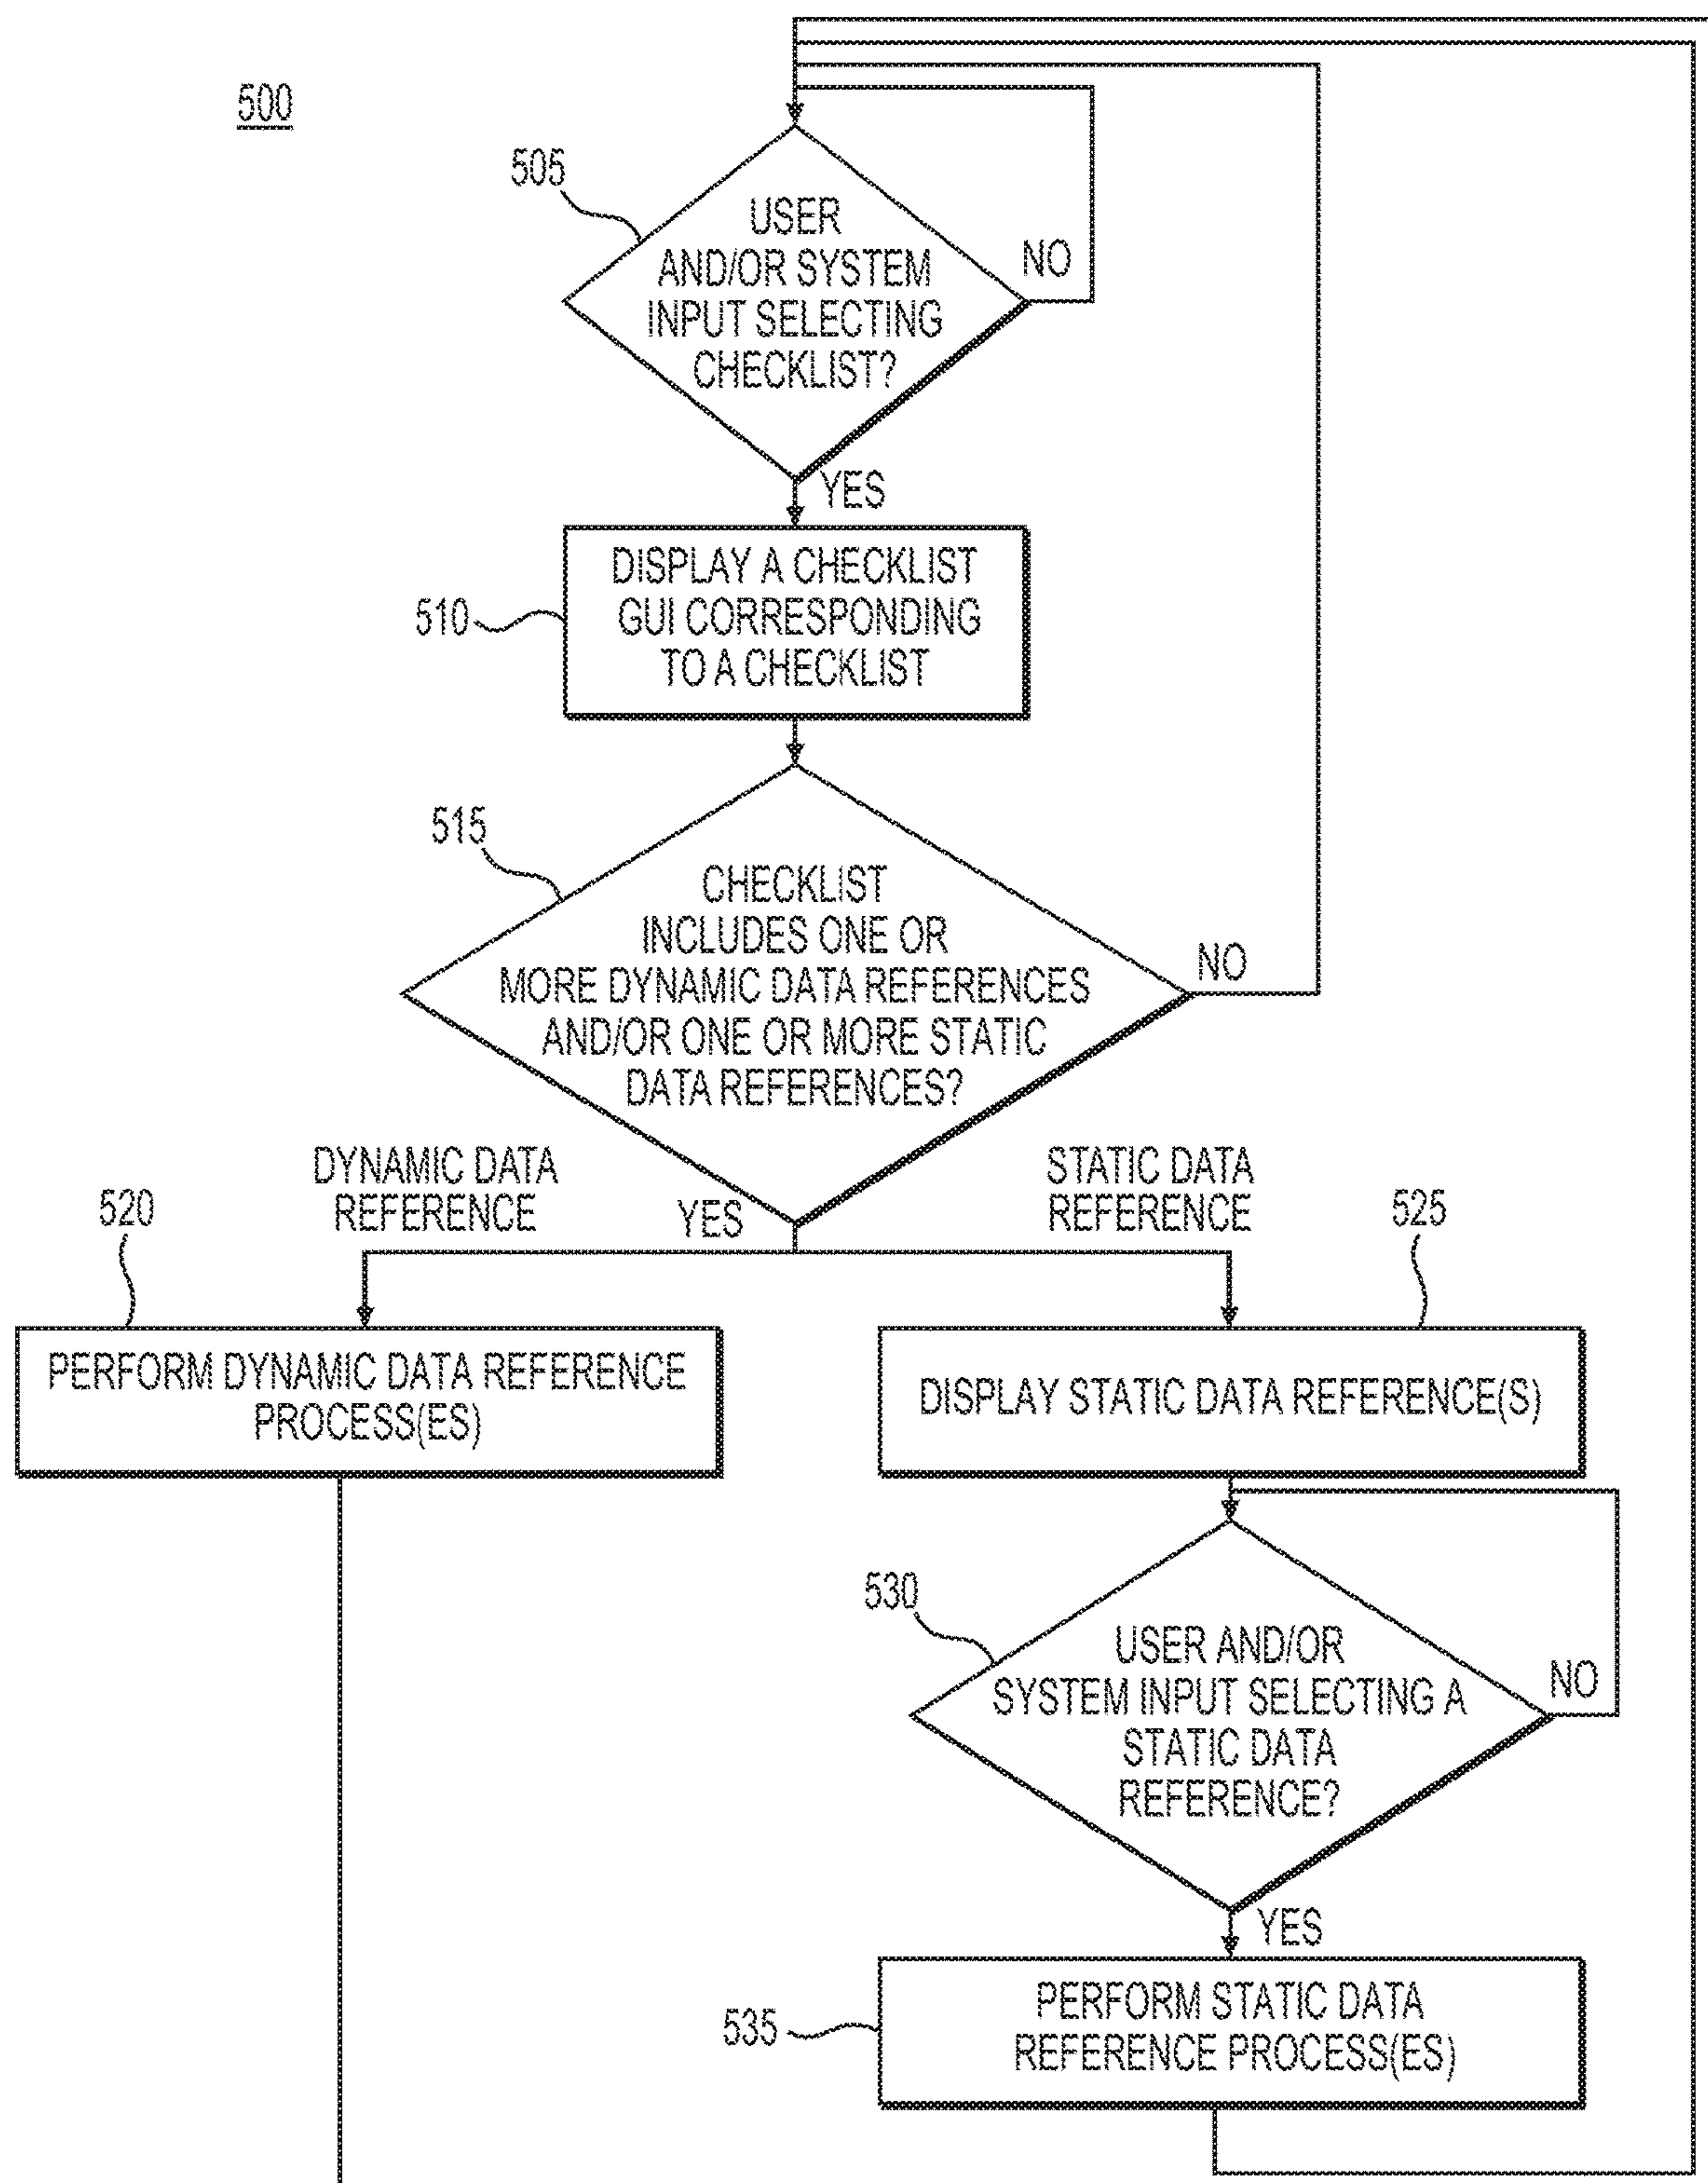 500
505
USER
AND/OR SYSTEM
INPUT SELECTING
CHECKLIST?
NO
YES
510
DISPLAY A CHECKLIST
GUI CORRESPONDING
TO A CHECKLIST
515
CHECKLIST
INCLUDES ONE OR
MORE DYNAMIC DATA REFERENCES
AND/OR ONE OR MORE STATIC
DATA REFERENCES?
NO
DYNAMIC DATA
REFERENCE
YES
STATIC DATA
REFERENCE
520
PERFORM DYNAMIC DATA REFERENCE
PROCESS(ES)
525
DISPLAY STATIC DATA REFERENCE(S)
530
USER AND/OR
SYSTEM INPUT SELECTING A
STATIC DATA
REFERENCE?
NO
YES
535
PERFORM STATIC DATA
REFERENCE PROCESS(ES)